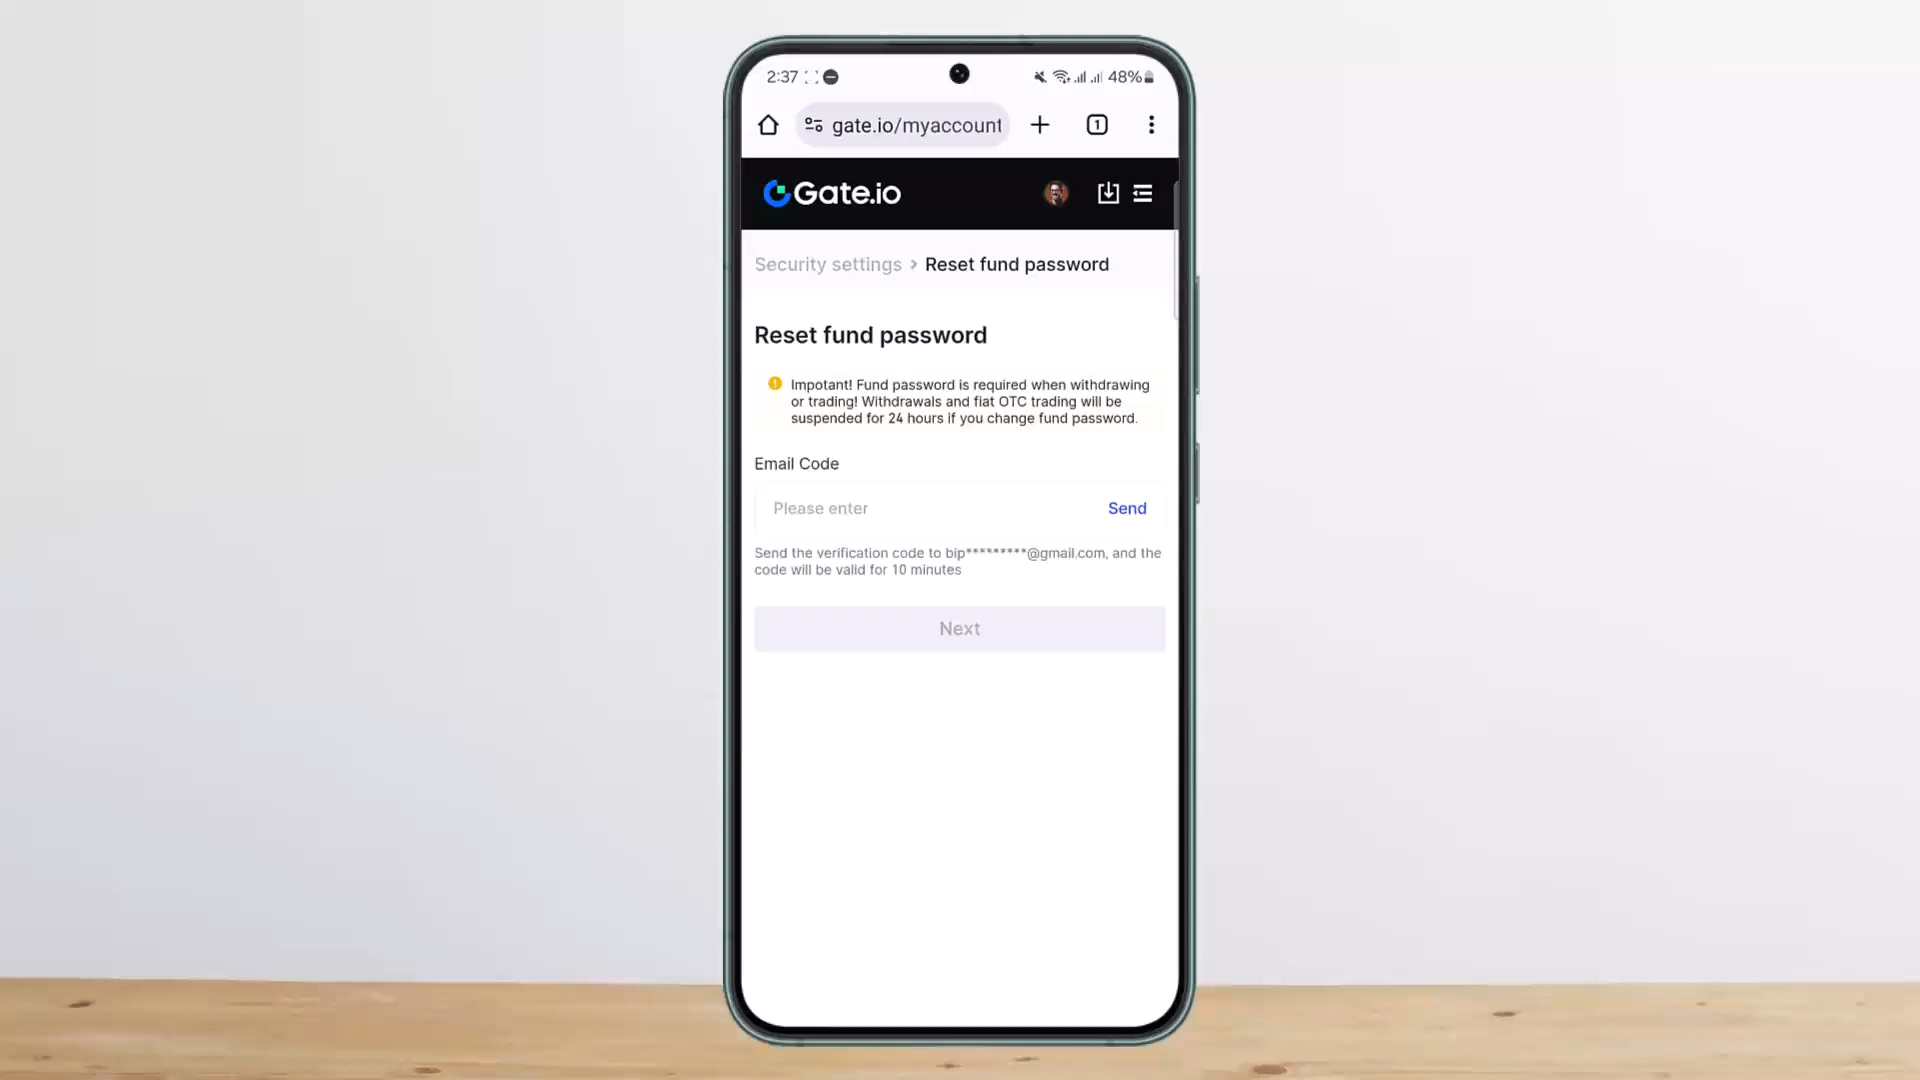 2:37
48%
gate.io/myaccount
1
Gate.io
Security settings > Reset fund password
Reset fund password
Impotant! Fund password is required when withdrawing
or trading! Withdrawals and fiat OTC trading will be
suspended for 24 hours if you change fund password.
Email Code
Please enter
Send
Send the verification code to bip*********@gmail.com, and the
code will be valid for 10 minutes
Next